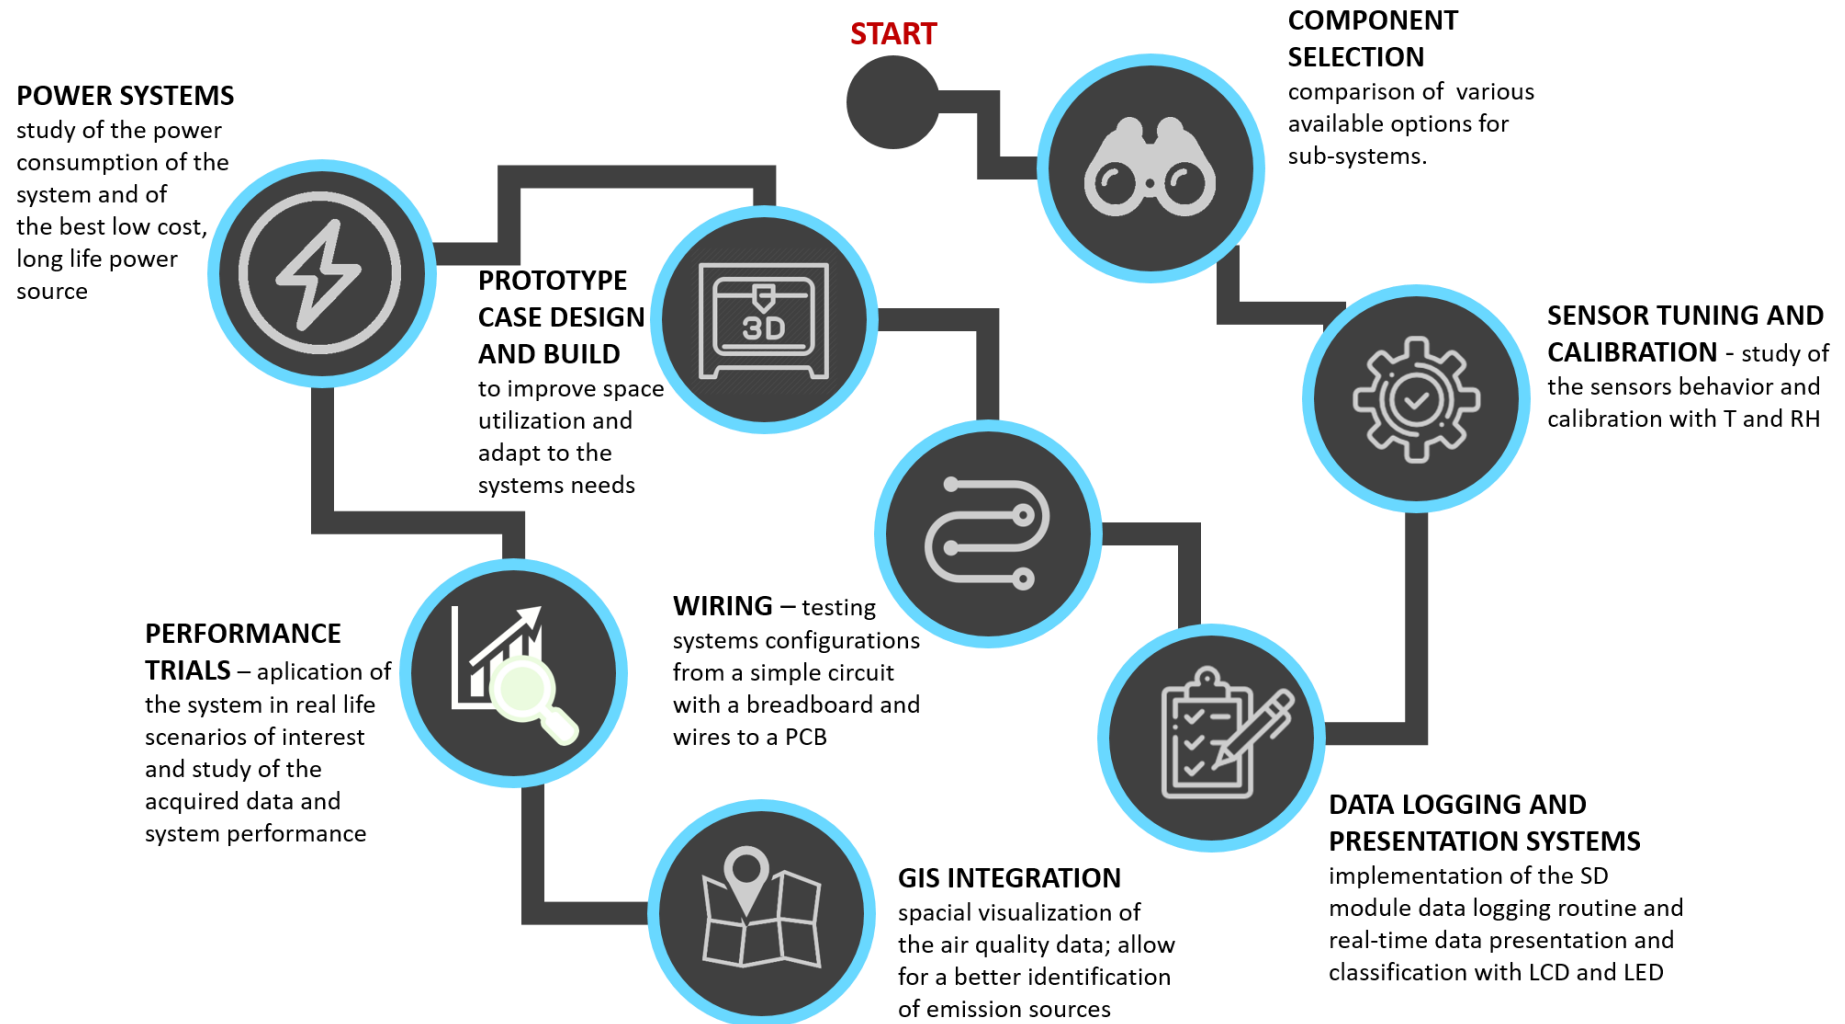 START
COMPONENT
SELECTION
comparison of various
available options for
sub-systems.
SENSOR TUNING AND
CALIBRATION - study of
the sensors behavior and
calibration with T and RH
DATA LOGGING AND
PRESENTATION SYSTEMS
implementation of the SD
module data logging routine and
real-time data presentation and
classification with LCD and LED
WIRING – testing
systems configurations
from a simple circuit
with a breadboard and
wires to a PCB
3D
PROTOTYPE
CASE DESIGN
AND BUILD
to improve space
utilization and
adapt to the
systems needs
POWER SYSTEMS
study of the power
consumption of the
system and of
the best low cost,
long life power
source
PERFORMANCE
TRIALS – aplication of
the system in real life
scenarios of interest
and study of the
acquired data and
system performance
GIS INTEGRATION
spacial visualization of
the air quality data; allow
for a better identification
of emission sources